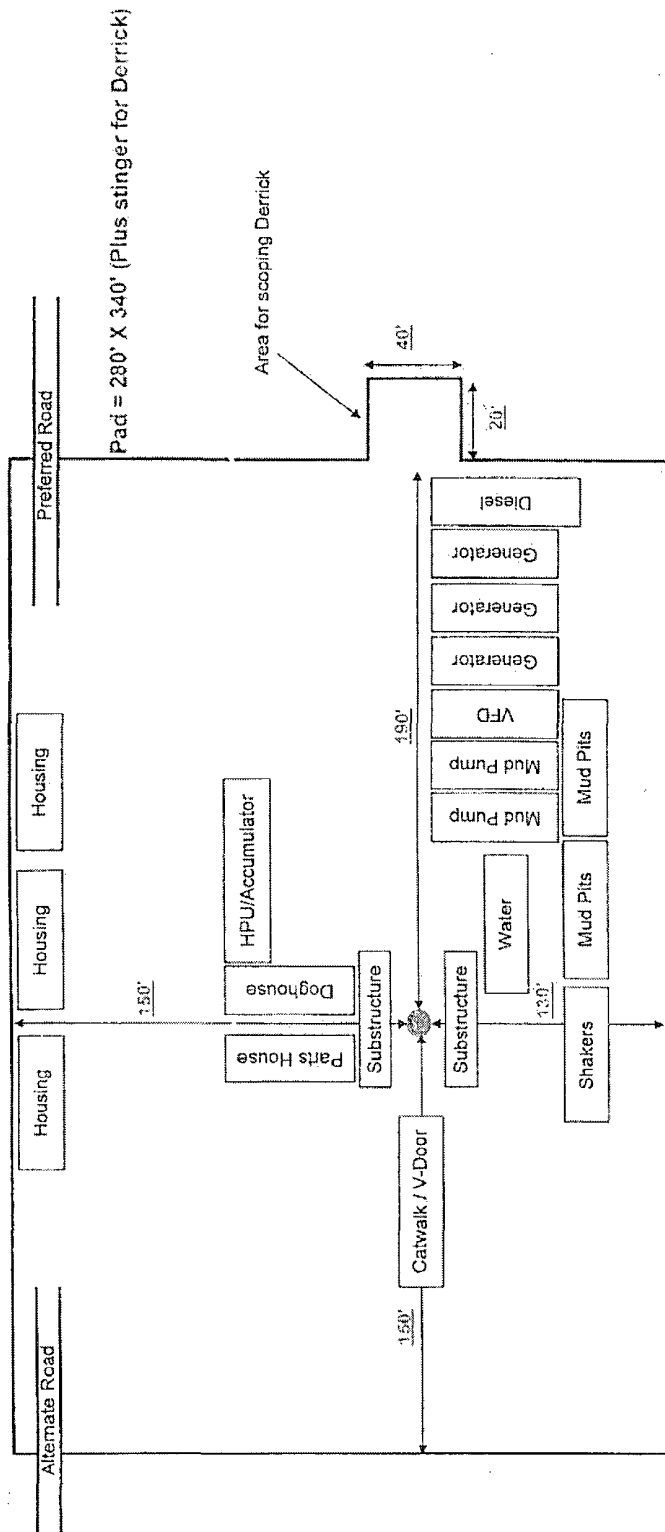 Alternate Road
Preferred Road
Pad = 280' X 340' (Plus stinger for Derrick)
Housing
Housing
Housing
Area for scoping Derrick
150'
HPU/Accumulator
Parts House
Doghouse
Substructure
40'
20'
190'
Catwalk / V-Door
150'
Substructure
130'
Water
Mud Pump
Mud Pump
VFD
Generator
Generator
Generator
Diesel
Shakers
Mud Pits
Mud Pits